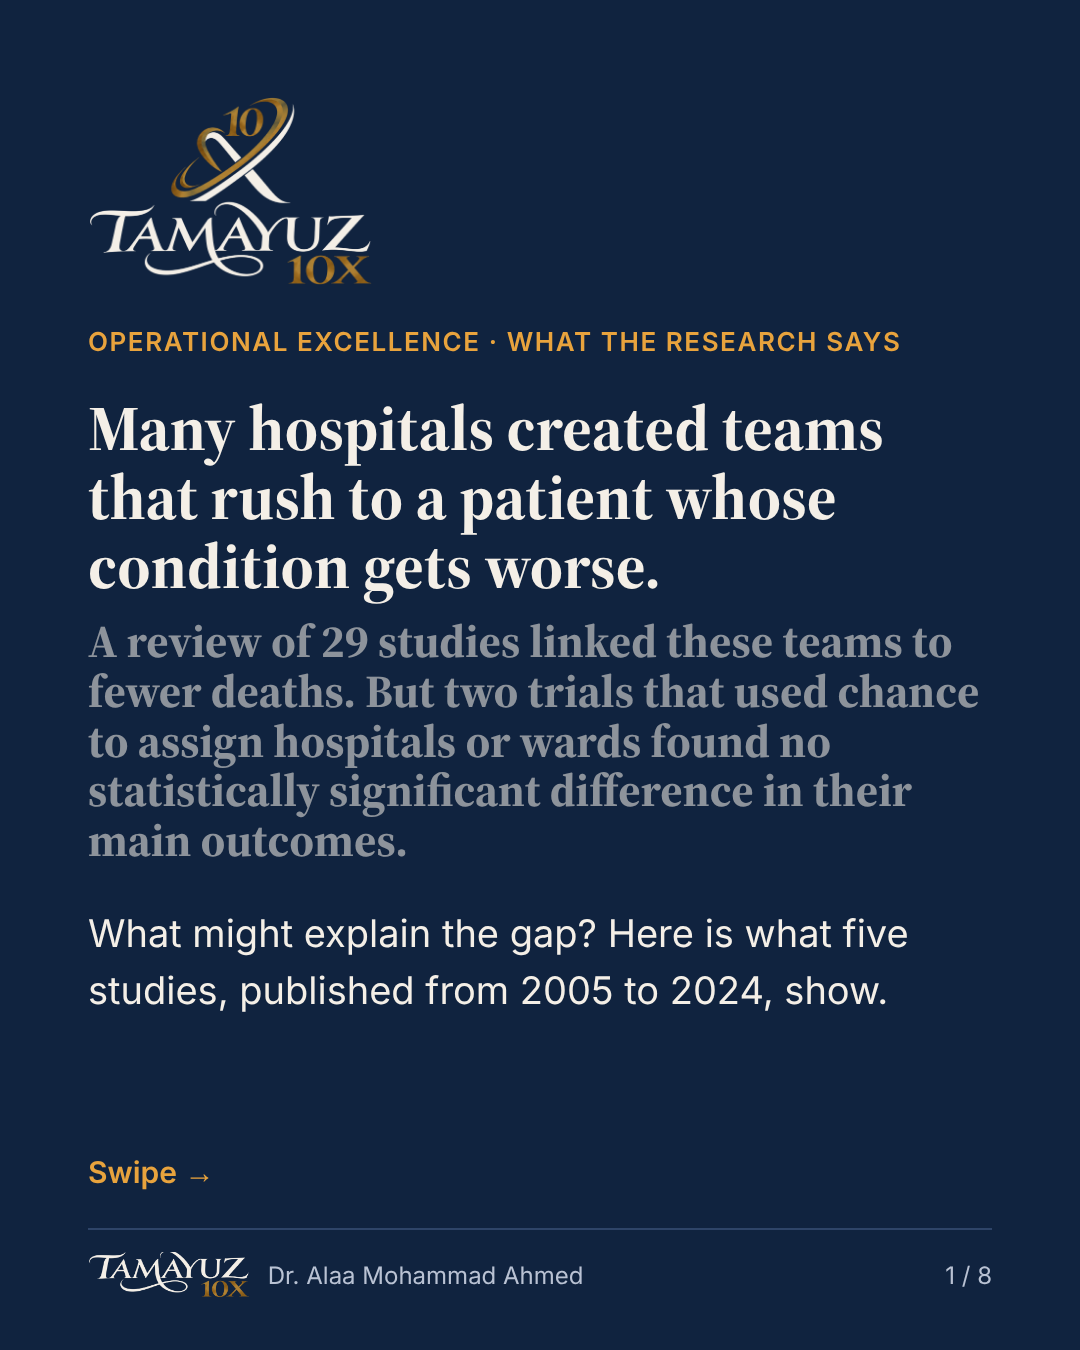 10
TAMAYUZ
10X
OPERATIONAL EXCELLENCE · WHAT THE RESEARCH SAYS
Many hospitals created teams
that rush to a patient whose
condition gets worse.
A review of 29 studies linked these teams to
fewer deaths. But two trials that used chance
to assign hospitals or wards found no
statistically significant difference in their
main outcomes.
What might explain the gap? Here is what five
studies, published from 2005 to 2024, show.
Swipe →
TAMAYUZ
10X
Dr. Alaa Mohammad Ahmed
1 / 8